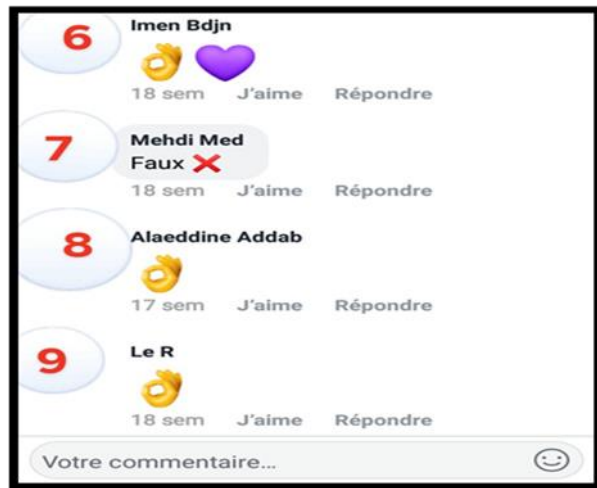 6
Imen Bdjn
👌 💜
18 sem J'aime Répondre
7
Mehdi Med
Faux ❌
18 sem J'aime Répondre
8
Alaeddine Addab
👌
17 sem J'aime Répondre
9
Le R
👌
18 sem J'aime Répondre
Votre commentaire...